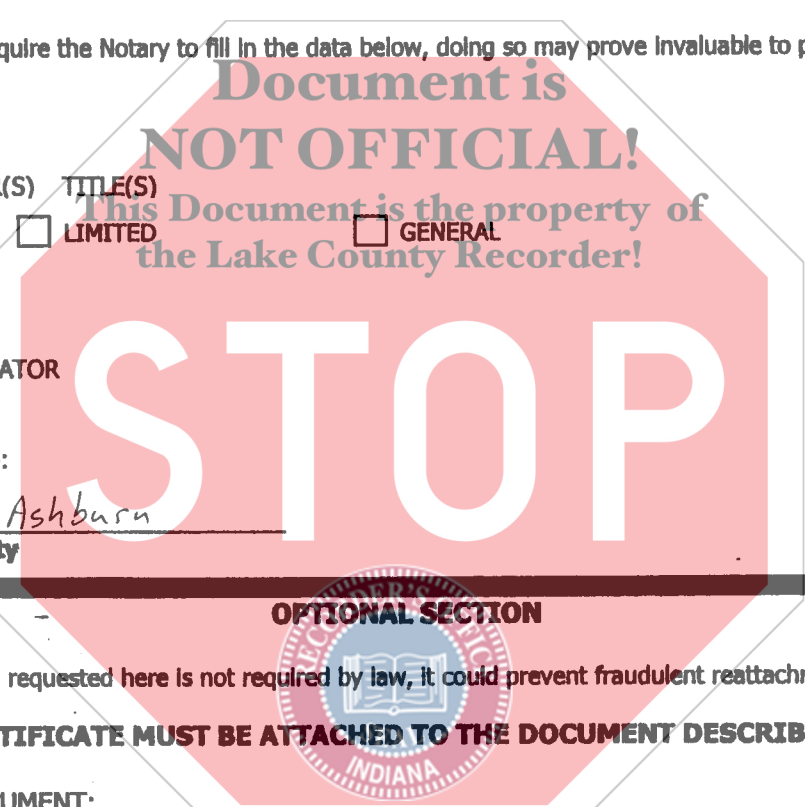 quire the Notary to fill in the data below, doing so may prove invaluable to p
Document is
NOT OFFICIAL!
(S) TITLE(S)
This Document is the property of
LIMITED GENERAL
the Lake County Recorder!
ATOR
STOP
:
Ashburn
ty
OPTIONAL SECTION
RECORDER'S OFFICE
requested here is not required by law, it could prevent fraudulent reattachm
TIFICATE MUST BE ATTACHED TO THE DOCUMENT DESCRIB
INDIANA
UMENT: